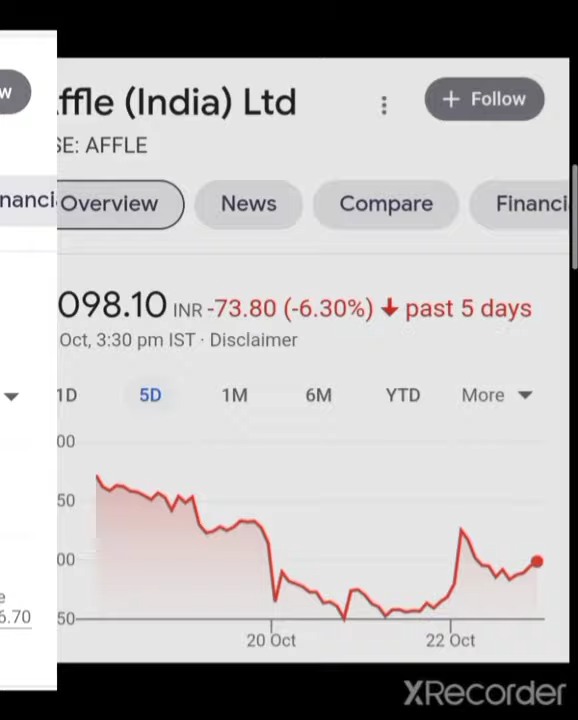 w
ffle (India) Ltd
+ Follow
SE: AFFLE
nanci
Overview
News
Compare
Financi
098.10 INR -73.80 (-6.30%) ↓ past 5 days
Oct, 3:30 pm IST · Disclaimer
1D
5D
1M
6M
YTD
More
00
50
00
50
e
6.70
20 Oct
22 Oct
XRecorder